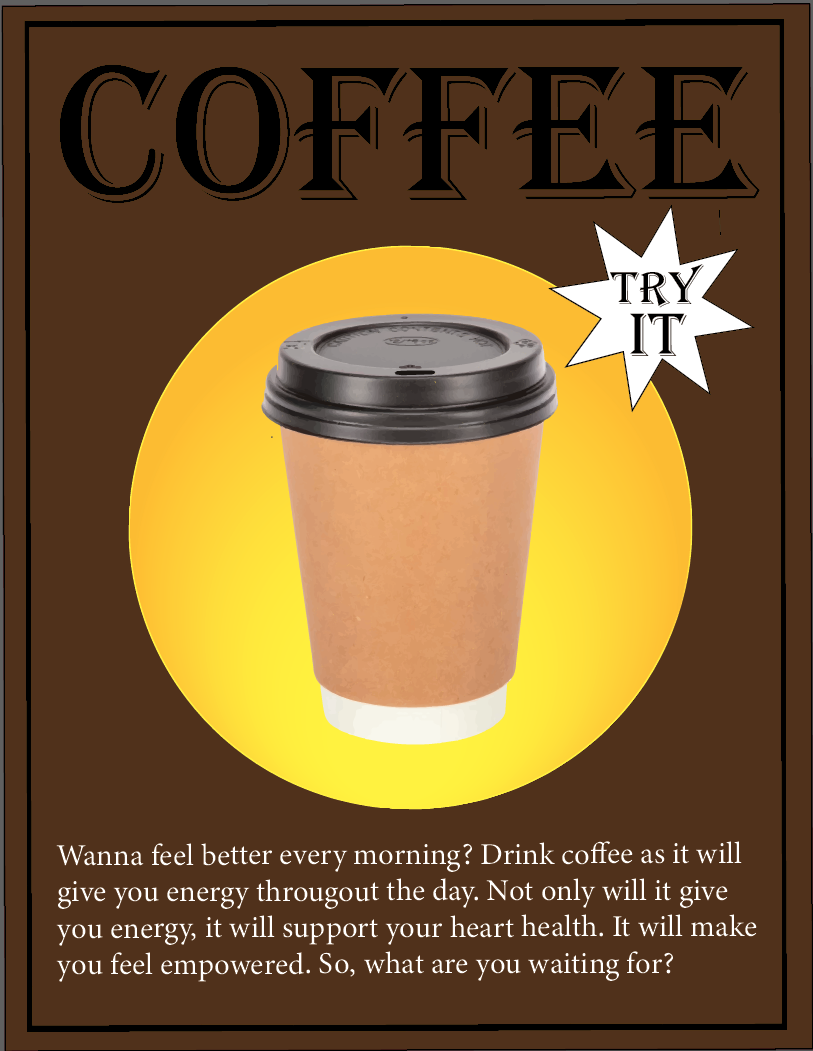 COFFEE
TRY
IT
Wanna feel better every morning? Drink coffee as it will
give you energy througout the day. Not only will it give
you energy, it will support your heart health. It will make
you feel empowered. So, what are you waiting for?